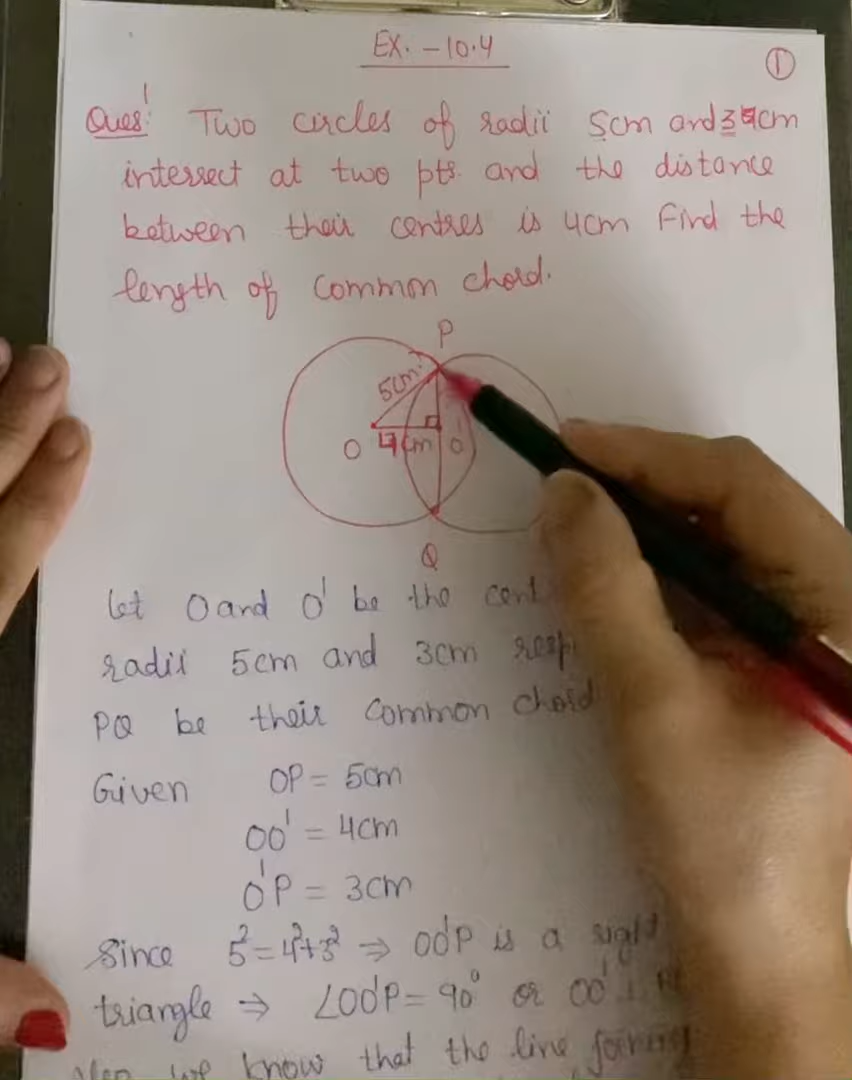 EX. - 10.4
①
Ques! Two circles of radii 5cm and 3cm
intersect at two pts. and the distance
between their centres is 4cm Find the
length of common chord.
P
5cm
O 4cm O'
Q
let O and O' be the cent
radii 5cm and 3cm resp
PQ be their common chord
Given OP = 5cm
OO' = 4cm
O'P = 3cm
Since 5² = 4²+3² ⇒ OO'P is a right
triangle ⇒ ∠OO'P = 90° or OO' ⊥
Also we know that the line joining